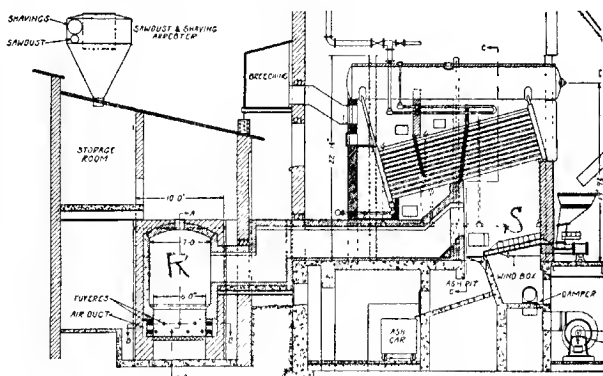 SHAVINGS
SAWDUST
SAWDUST & SHAVING
ARRESTER
BREECHING
STORAGE
ROOM
10'.0"
A
7'.0
R
6'.0"
TUYERES
AIR DUCT
B
B
C
S
WIND BOX
ASH PIT
C
DAMPER
ASH
CAR